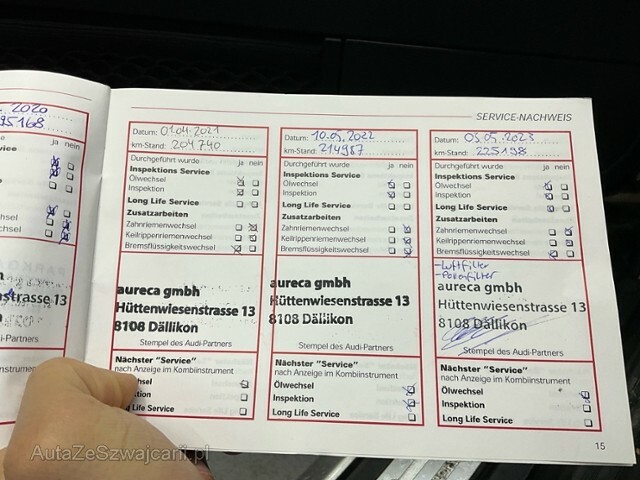 SERVICE-NACHWEIS
2020
95168
ja nein
wechsel
wechsel
sstrasse 13
Audi-Partners
Datum: 01.04.2021
km-Stand: 204740
Durchgeführt wurde ja nein
Inspektions Service
Ölwechsel
Inspektion
Long Life Service
Zusatzarbeiten
Zahnriemenwechsel
Keilrippenriemenwechsel
Bremsflüssigkeitswechsel
aureca gmbh
Hüttenwiesenstrasse 13
8108 Dällikon
Stempel des Audi-Partners
Nächster "Service"
nach Anzeige im Kombiinstrument
hsel
Long Life Service
Datum: 10.05.2022
km-Stand: 214987
Durchgeführt wurde ja nein
Inspektions Service
Ölwechsel
Inspektion
Long Life Service
Zusatzarbeiten
Zahnriemenwechsel
Keilrippenriemenwechsel
Bremsflüssigkeitswechsel
aureca gmbh
Hüttenwiesenstrasse 13
8108 Dällikon
Stempel des Audi-Partners
Nächster "Service"
nach Anzeige im Kombiinstrument
Ölwechsel
Inspektion
Long Life Service
Datum: 03.05.2023
km-Stand: 225198
Durchgeführt wurde ja nein
Inspektions Service
Ölwechsel
Inspektion
Long Life Service
Zusatzarbeiten
Zahnriemenwechsel
Keilrippenriemenwechsel
Bremsflüssigkeitswechsel
-Luftfilter
-Pollenfilter
aureca gmbh
Hüttenwiesenstrasse 13
8108 Dällikon
Stempel des Audi-Partners
Nächster "Service"
nach Anzeige im Kombiinstrument
Ölwechsel
Inspektion
Long Life Service
15
AutaZeSzwajcarii.pl